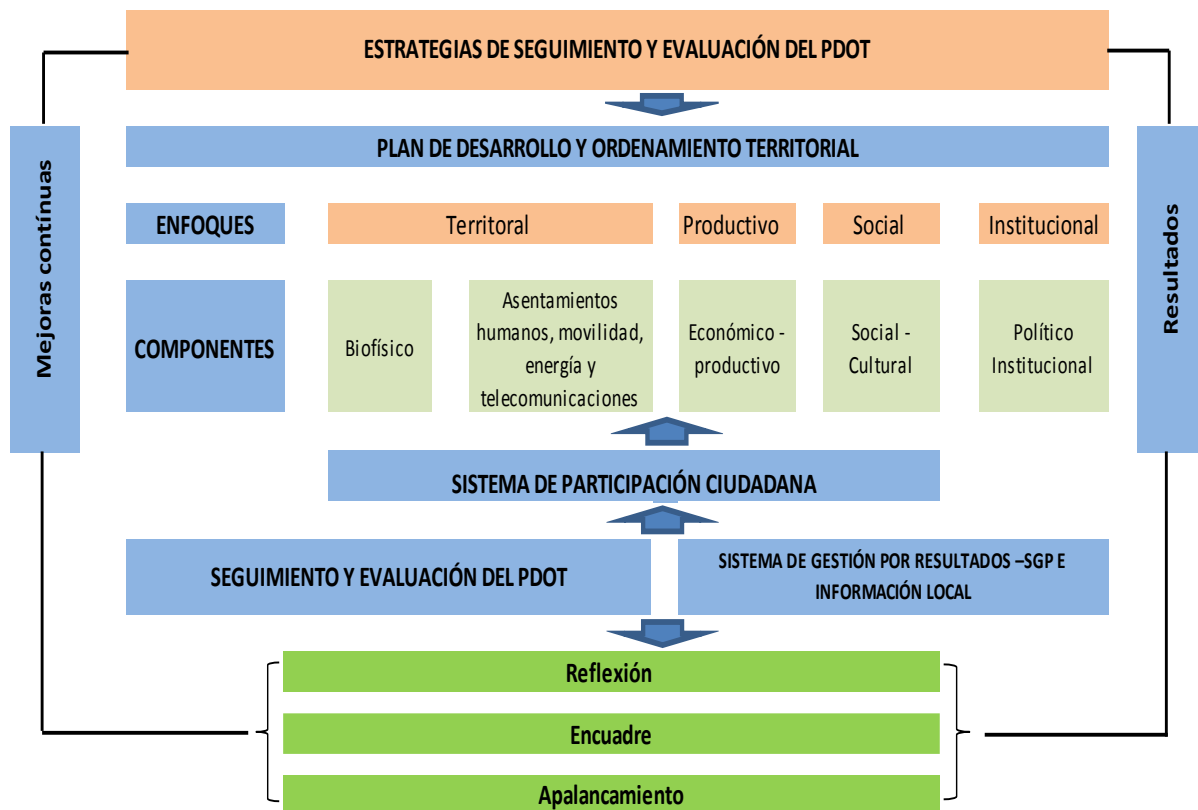 ESTRATEGIAS DE SEGUIMIENTO Y EVALUACIÓN DEL PDOT
PLAN DE DESARROLLO Y ORDENAMIENTO TERRITORIAL
Mejoras contínuas
Resultados
ENFOQUES
Territoral
Productivo
Social
Institucional
COMPONENTES
Biofísico
Asentamientos
humanos, movilidad,
energía y
telecomunicaciones
Económico -
productivo
Social -
Cultural
Político
Institucional
SISTEMA DE PARTICIPACIÓN CIUDADANA
SEGUIMIENTO Y EVALUACIÓN DEL PDOT
SISTEMA DE GESTIÓN POR RESULTADOS –SGP E
INFORMACIÓN LOCAL
Reflexión
Encuadre
Apalancamiento